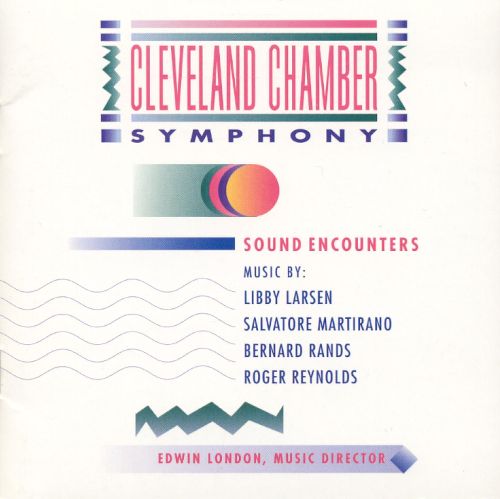 CLEVELAND CHAMBER
SYMPHONY
SOUND ENCOUNTERS
MUSIC BY:
LIBBY LARSEN
SALVATORE MARTIRANO
BERNARD RANDS
ROGER REYNOLDS
EDWIN LONDON, MUSIC DIRECTOR